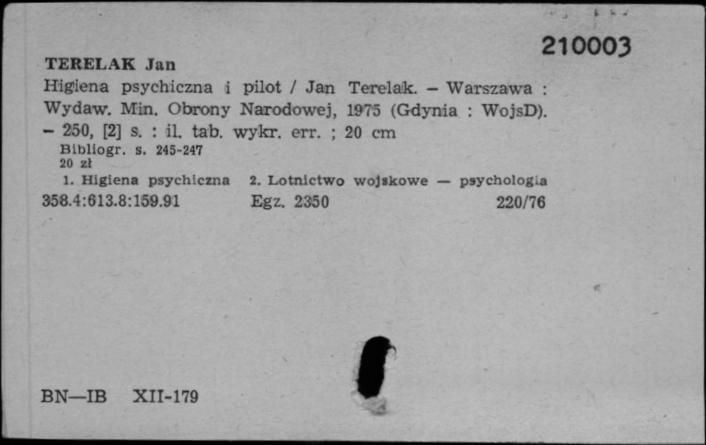 210003
TERELAK Jan
Higiena psychiczna i pilot / Jan Terelak. — Warszawa :
Wydaw. Min. Obrony Narodowej, 1975 (Gdynia : WojsD).
— 250, [2] s. : il. tab. wykr. err. ; 20 cm
Bibliogr. s. 245-247
20 zł
1. Higiena psychiczna 2. Lotnictwo wojskowe — psychologia
358.4:613.8:159.91 Egz. 2350 220/76
BN—IB XII-179